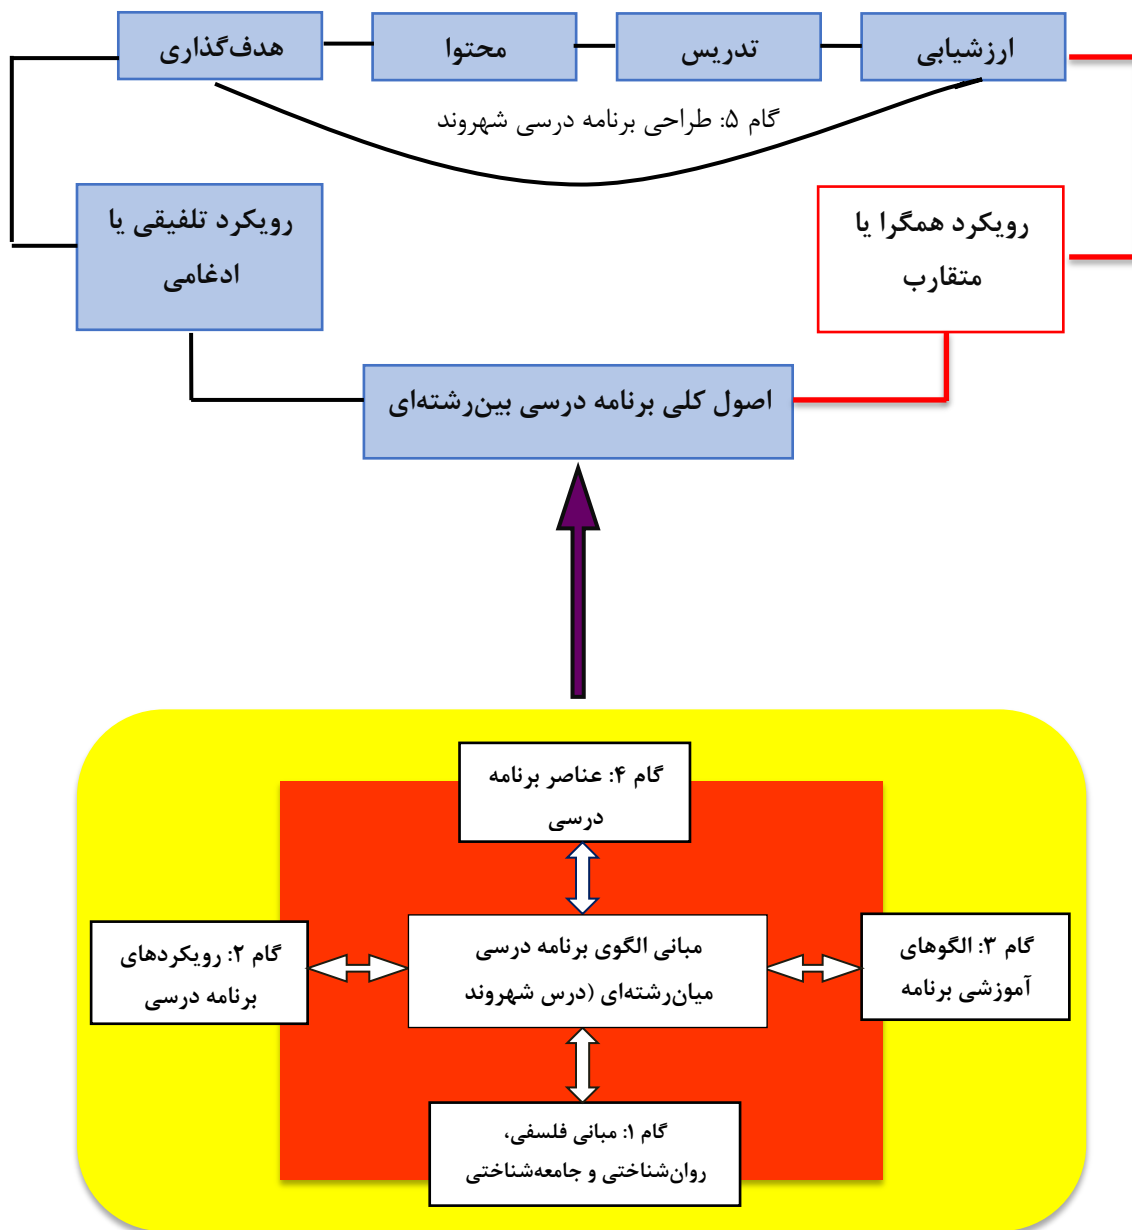 ارزشیابی
تدریس
محتوا
هدف‌گذاری
گام ۵: طراحی برنامه درسی شهروند
رویکرد همگرا یا
متقارب
رویکرد تلفیقی یا
ادغامی
اصول کلی برنامه درسی بین‌رشته‌ای
گام ۴: عناصر برنامه
درسی
گام ۳: الگوهای
آموزشی برنامه
مبانی الگوی برنامه درسی
میان‌رشته‌ای (درس شهروند
گام ۲: رویکردهای
برنامه درسی
گام ۱: مبانی فلسفی،
روان‌شناختی و جامعه‌شناختی